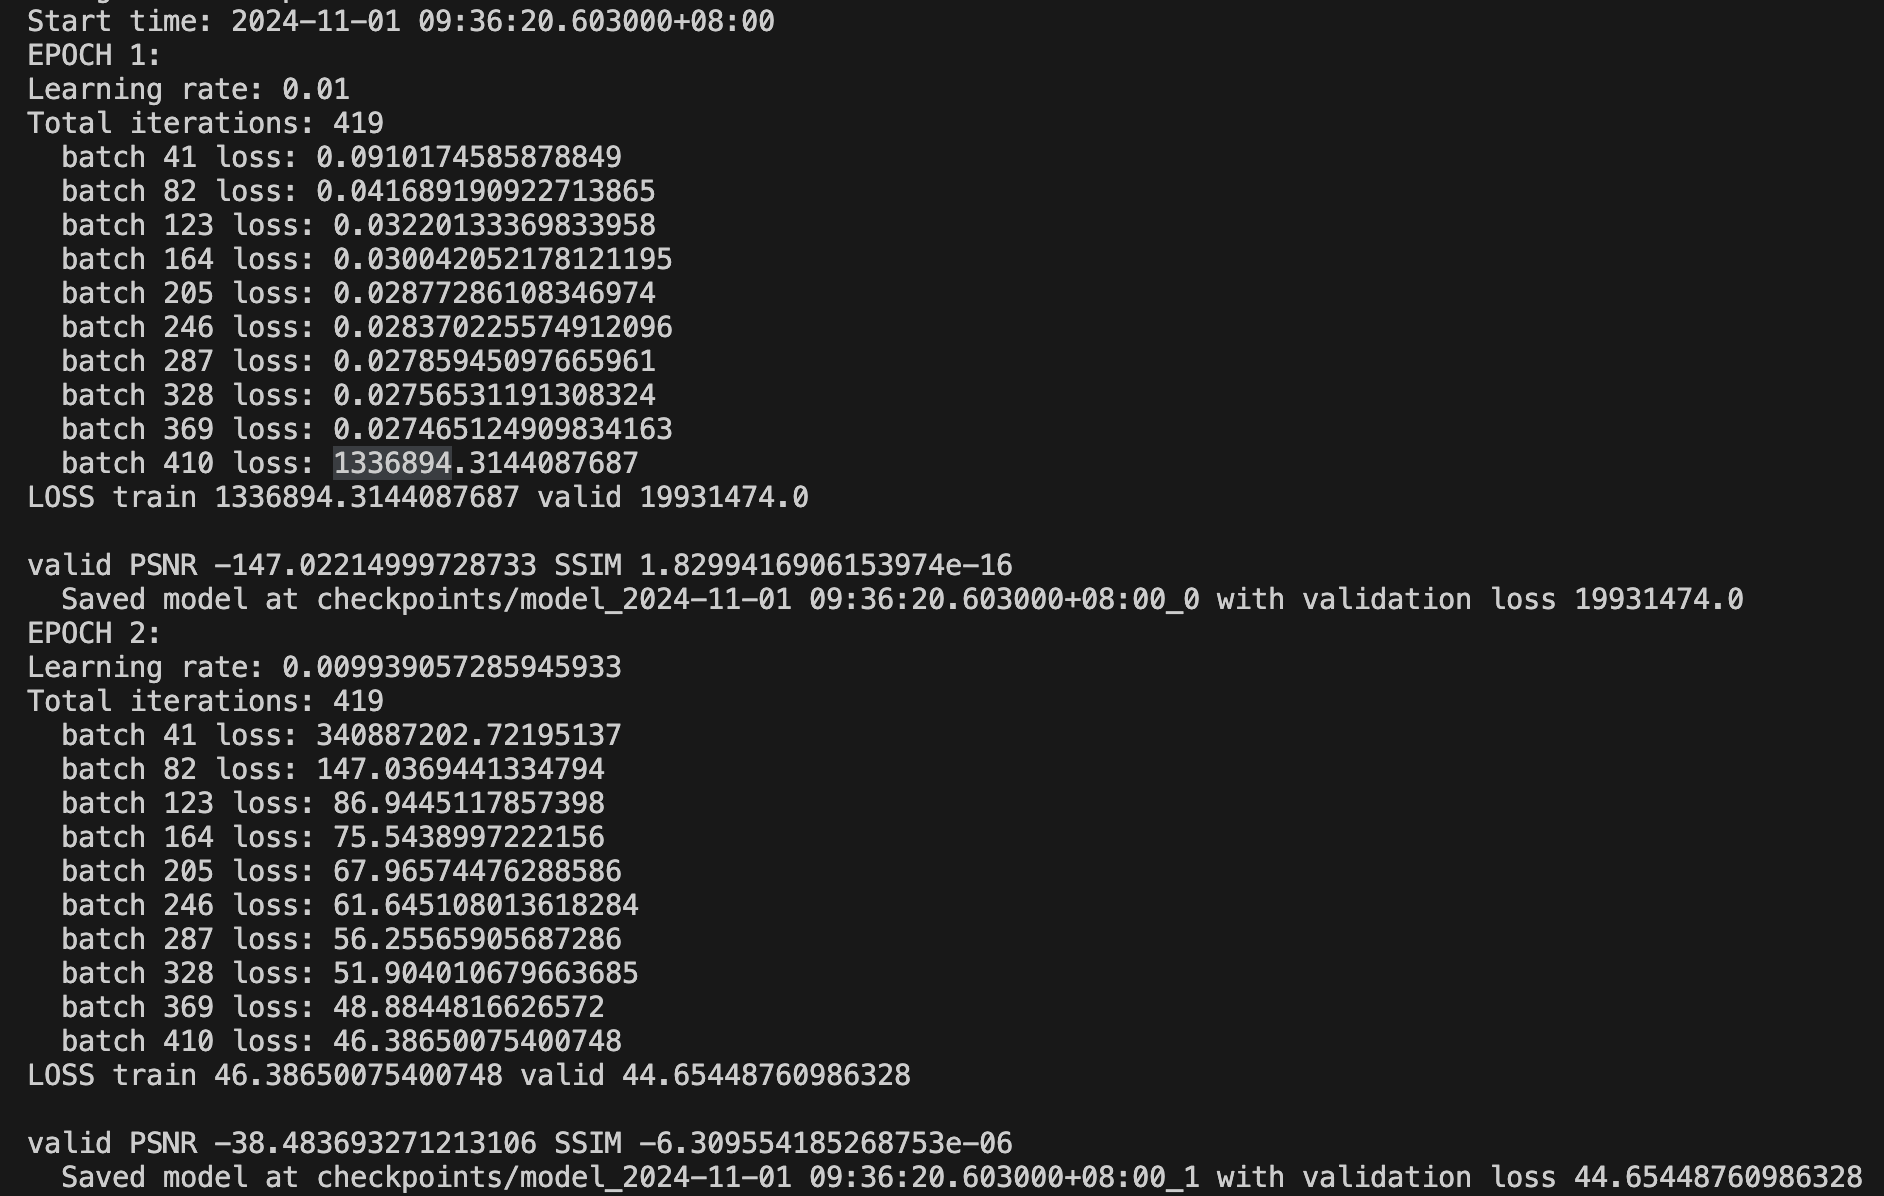 Start time: 2024-11-01 09:36:20.603000+08:00
EPOCH 1:
Learning rate: 0.01
Total iterations: 419
  batch 41 loss: 0.0910174585878849
  batch 82 loss: 0.041689190922713865
  batch 123 loss: 0.03220133369833958
  batch 164 loss: 0.030042052178121195
  batch 205 loss: 0.02877286108346974
  batch 246 loss: 0.028370225574912096
  batch 287 loss: 0.02785945097665961
  batch 328 loss: 0.02756531191308324
  batch 369 loss: 0.027465124909834163
  batch 410 loss: 1336894.3144087687
LOSS train 1336894.3144087687 valid 19931474.0
valid PSNR -147.02214999728733 SSIM 1.8299416906153974e-16
  Saved model at checkpoints/model_2024-11-01 09:36:20.603000+08:00_0 with validation loss 19931474.0
EPOCH 2:
Learning rate: 0.009939057285945933
Total iterations: 419
  batch 41 loss: 340887202.72195137
  batch 82 loss: 147.0369441334794
  batch 123 loss: 86.9445117857398
  batch 164 loss: 75.5438997222156
  batch 205 loss: 67.96574476288586
  batch 246 loss: 61.645108013618284
  batch 287 loss: 56.25565905687286
  batch 328 loss: 51.904010679663685
  batch 369 loss: 48.8844816626572
  batch 410 loss: 46.38650075400748
LOSS train 46.38650075400748 valid 44.65448760986328
valid PSNR -38.483693271213106 SSIM -6.309554185268753e-06
  Saved model at checkpoints/model_2024-11-01 09:36:20.603000+08:00_1 with validation loss 44.65448760986328